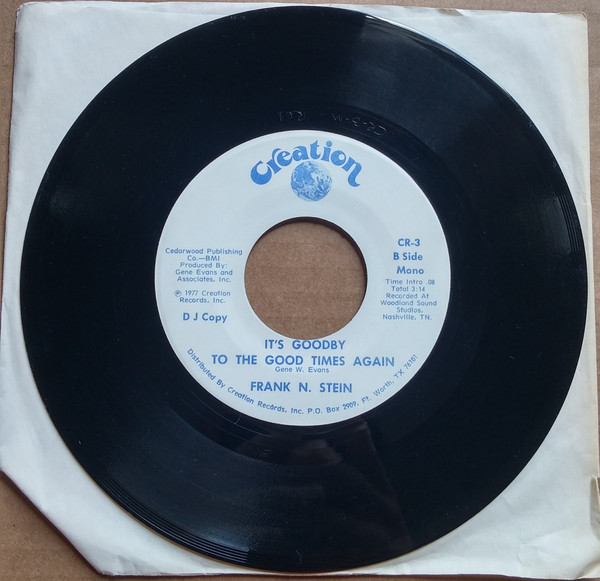 Creation
Cedarwood Publishing
Co.—BMI
Produced By:
Gene Evans and
Associates, Inc.
℗ 1977 Creation
Records, Inc.
D J Copy
CR-3
B Side
Mono
Time Intro .08
Total 3:14
Recorded At
Woodland Sound
Studios,
Nashville, TN.
IT'S GOODBY
TO THE GOOD TIMES AGAIN
Gene W. Evans
FRANK N. STEIN
Distributed By Creation Records, Inc. P.O. Box 2909, Ft. Worth, TX 76101